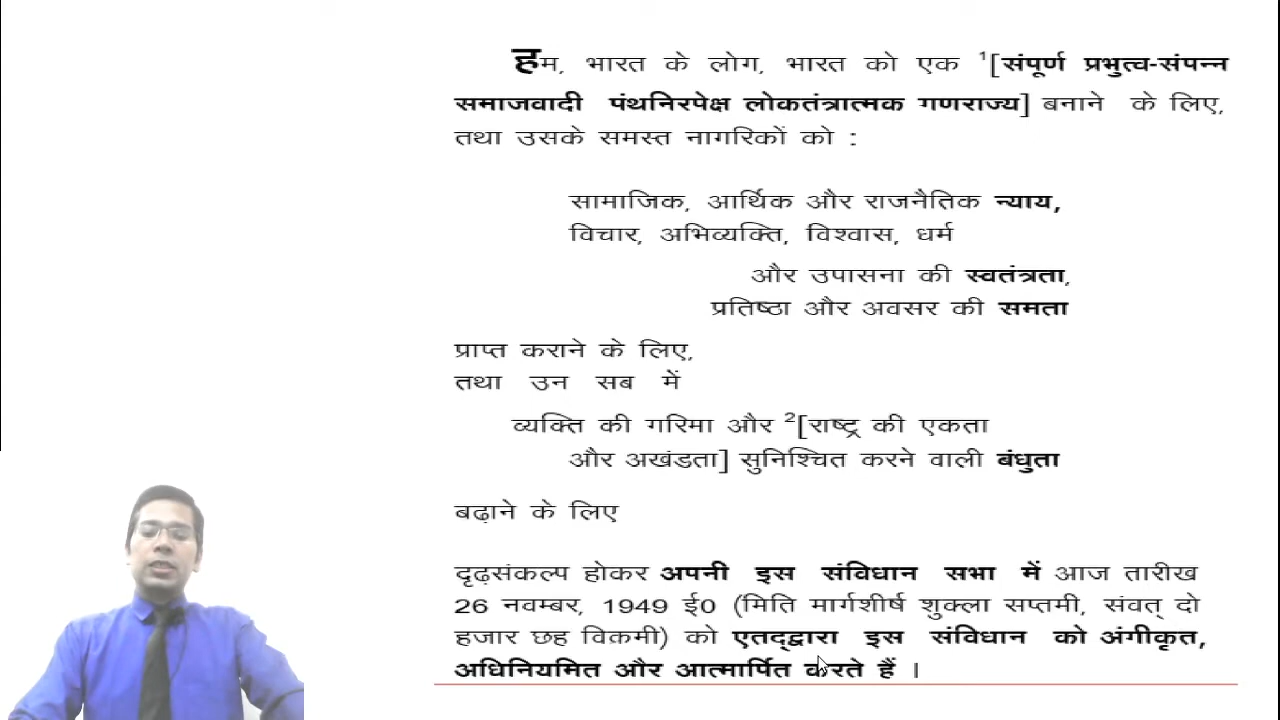 हम, भारत के लोग, भारत को एक ¹[संपूर्ण प्रभुत्व-संपन्न
समाजवादी पंथनिरपेक्ष लोकतंत्रात्मक गणराज्य] बनाने के लिए,
तथा उसके समस्त नागरिकों को :
सामाजिक, आर्थिक और राजनैतिक न्याय,
विचार, अभिव्यक्ति, विश्वास, धर्म
और उपासना की स्वतंत्रता,
प्रतिष्ठा और अवसर की समता
प्राप्त कराने के लिए,
तथा उन सब में
व्यक्ति की गरिमा और ²[राष्ट्र की एकता
और अखंडता] सुनिश्चित करने वाली बंधुता
बढ़ाने के लिए
दृढ़संकल्प होकर अपनी इस संविधान सभा में आज तारीख
26 नवम्बर, 1949 ई0 (मिति मार्गशीर्ष शुक्ला सप्तमी, संवत् दो
हजार छह विक्रमी) को एतद्द्वारा इस संविधान को अंगीकृत,
अधिनियमित और आत्मार्पित करते हैं ।